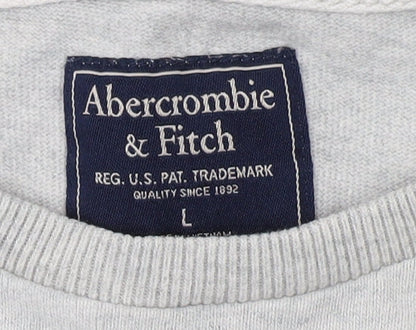 Abercrombie
& Fitch
REG. U.S. PAT. TRADEMARK
QUALITY SINCE 1892
L